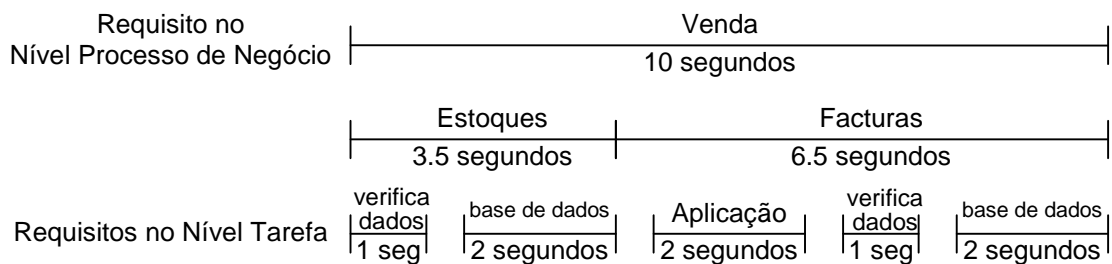 Requisito no
Nível Processo de Negócio
Venda
10 segundos
Estoques
3.5 segundos
Facturas
6.5 segundos
Requisitos no Nível Tarefa
verifica
dados
1 seg
base de dados
2 segundos
Aplicação
2 segundos
verifica
dados
1 seg
base de dados
2 segundos